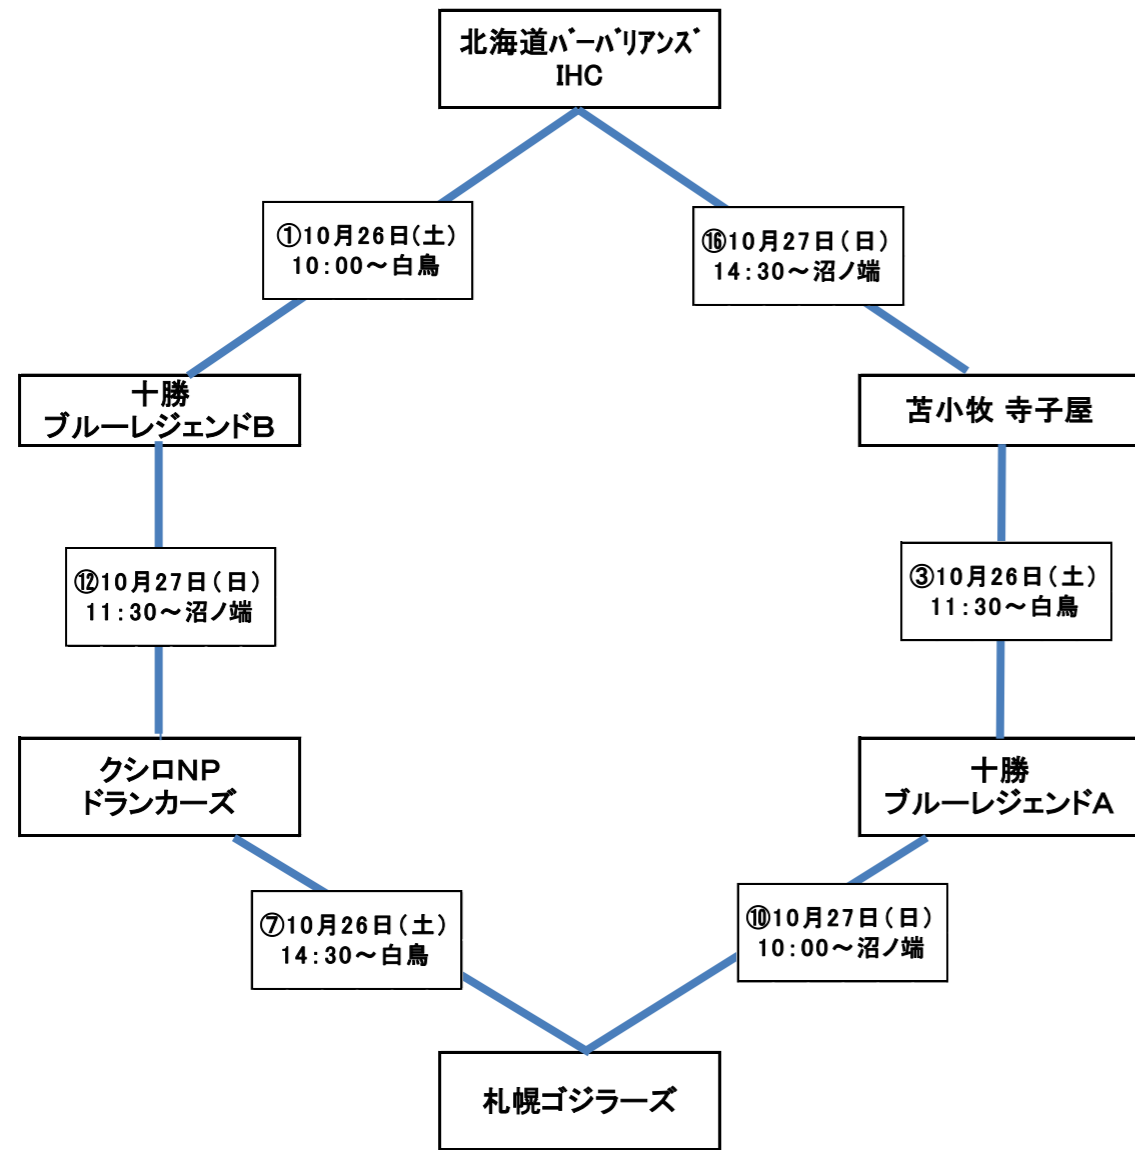 北海道ﾊﾞｰﾊﾞﾘｱﾝｽﾞ
IHC
①10月26日(土)
10:00～白鳥
⑯10月27日(日)
14:30～沼ノ端
十勝
ブルーレジェンドB
苫小牧 寺子屋
⑫10月27日(日)
11:30～沼ノ端
③10月26日(土)
11:30～白鳥
クシロNP
ドランカーズ
十勝
ブルーレジェンドA
⑦10月26日(土)
14:30～白鳥
⑩10月27日(日)
10:00～沼ノ端
札幌ゴジラーズ